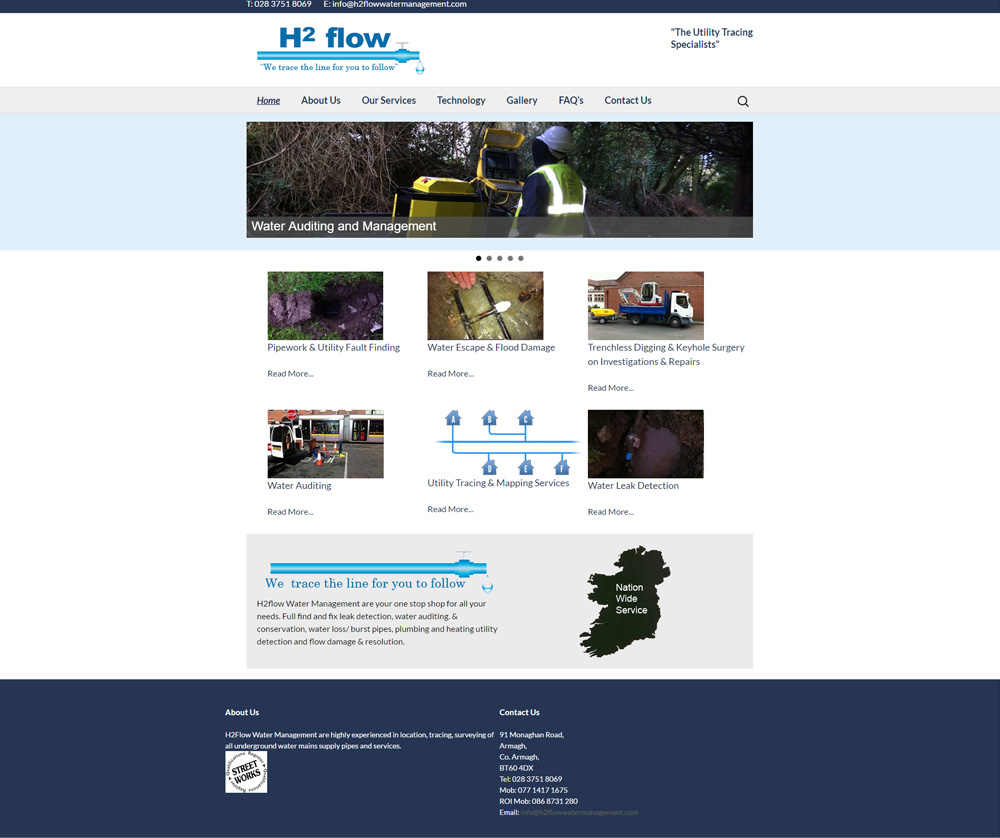 T: 028 3751 8069 E: info@h2flowwatermanagement.com
H2 flow
"We trace the line for you to follow"
"The Utility Tracing
Specialists"
Home About Us Our Services Technology Gallery FAQ's Contact Us
Water Auditing and Management
Pipework & Utility Fault Finding
Read More...
Water Escape & Flood Damage
Read More...
Trenchless Digging & Keyhole Surgery
on Investigations & Repairs
Read More...
STOP
Water Auditing
Read More...
A B C
D E F
Utility Tracing & Mapping Services
Read More...
Water Leak Detection
Read More...
We trace the line for you to follow
H2flow Water Management are your one stop shop for all your
needs. Full find and fix leak detection, water auditing, &
conservation, water loss/ burst pipes, plumbing and heating utility
detection and flow damage & resolution.
Nation
Wide
Service
About Us
H2Flow Water Management are highly experienced in location, tracing, surveying of
all underground water mains supply pipes and services.
STREET
WORKS
Qualifications Register
Contact Us
91 Monaghan Road,
Armagh,
Co. Armagh,
BT60 4DX
Tel: 028 3751 8069
Mob: 077 1417 1675
ROI Mob: 086 8731 280
Email: info@h2flowwatermanagement.com